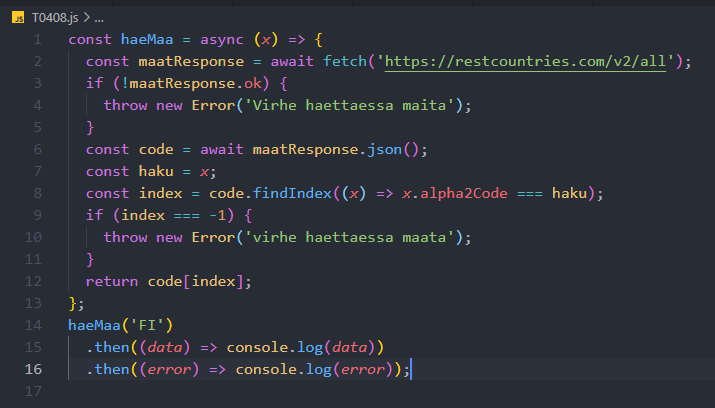 JS T0408.js > ...
1 const haeMaa = async (x) => {
2   const maatResponse = await fetch('https://restcountries.com/v2/all');
3   if (!maatResponse.ok) {
4     throw new Error('Virhe haettaessa maita');
5   }
6   const code = await maatResponse.json();
7   const haku = x;
8   const index = code.findIndex((x) => x.alpha2Code === haku);
9   if (index === -1) {
10     throw new Error('virhe haettaessa maata');
11   }
12   return code[index];
13 };
14 haeMaa('FI')
15   .then((data) => console.log(data))
16   .then((error) => console.log(error));
17